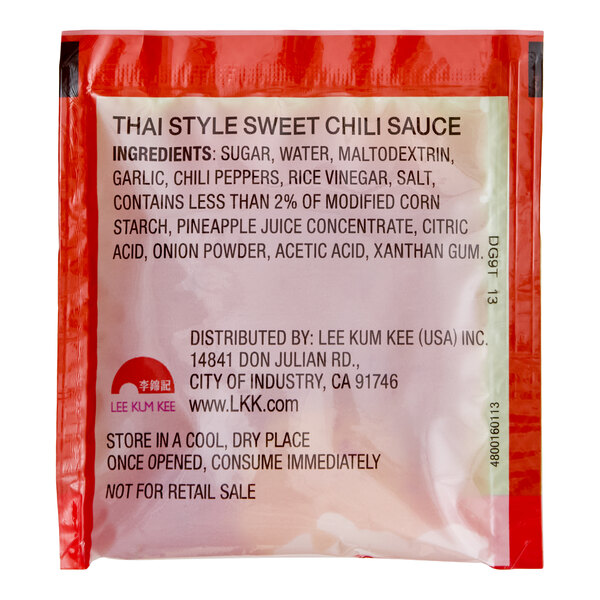 THAI STYLE SWEET CHILI SAUCE
INGREDIENTS: SUGAR, WATER, MALTODEXTRIN,
GARLIC, CHILI PEPPERS, RICE VINEGAR, SALT,
CONTAINS LESS THAN 2% OF MODIFIED CORN
STARCH, PINEAPPLE JUICE CONCENTRATE, CITRIC
ACID, ONION POWDER, ACETIC ACID, XANTHAN GUM.
DG9T 13
DISTRIBUTED BY: LEE KUM KEE (USA) INC.
14841 DON JULIAN RD.,
CITY OF INDUSTRY, CA 91746
www.LKK.com
李錦記
LEE KUM KEE
4800160113
STORE IN A COOL, DRY PLACE
ONCE OPENED, CONSUME IMMEDIATELY
NOT FOR RETAIL SALE